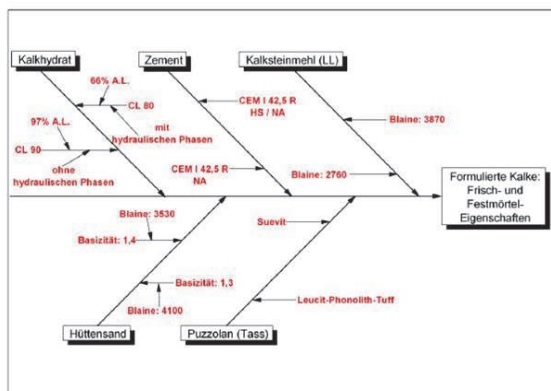 Kalkhydrat
Zement
Kalksteinmehl (LL)
66% A.L.
CL 80
mit
hydraulischen Phasen
97% A.L.
CL 90
ohne
hydraulischen Phasen
CEM I 42,5 R
HS / NA
CEM I 42,5 R
NA
Blaine: 3870
Blaine: 2760
Formulierte Kalke:
Frisch- und
Festmörtel-
Eigenschaften
Blaine: 3530
Basizität: 1,4
Basizität: 1,3
Blaine: 4100
Suevit
Leucit-Phonolith-Tuff
Hüttensand
Puzzolan (Tass)